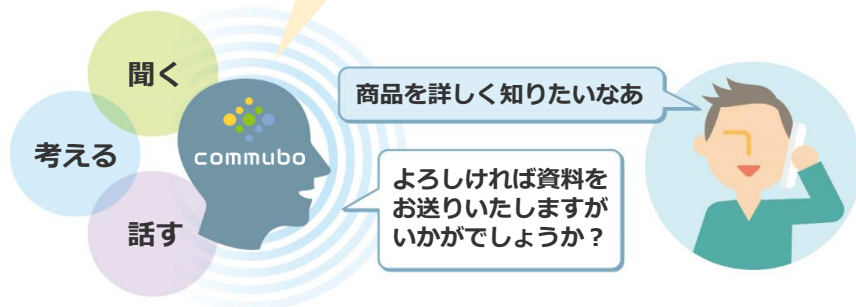 聞く
考える
話す
commubo
商品を詳しく知りたいなあ
よろしければ資料を
お送りいたしますが
いかがでしょうか？